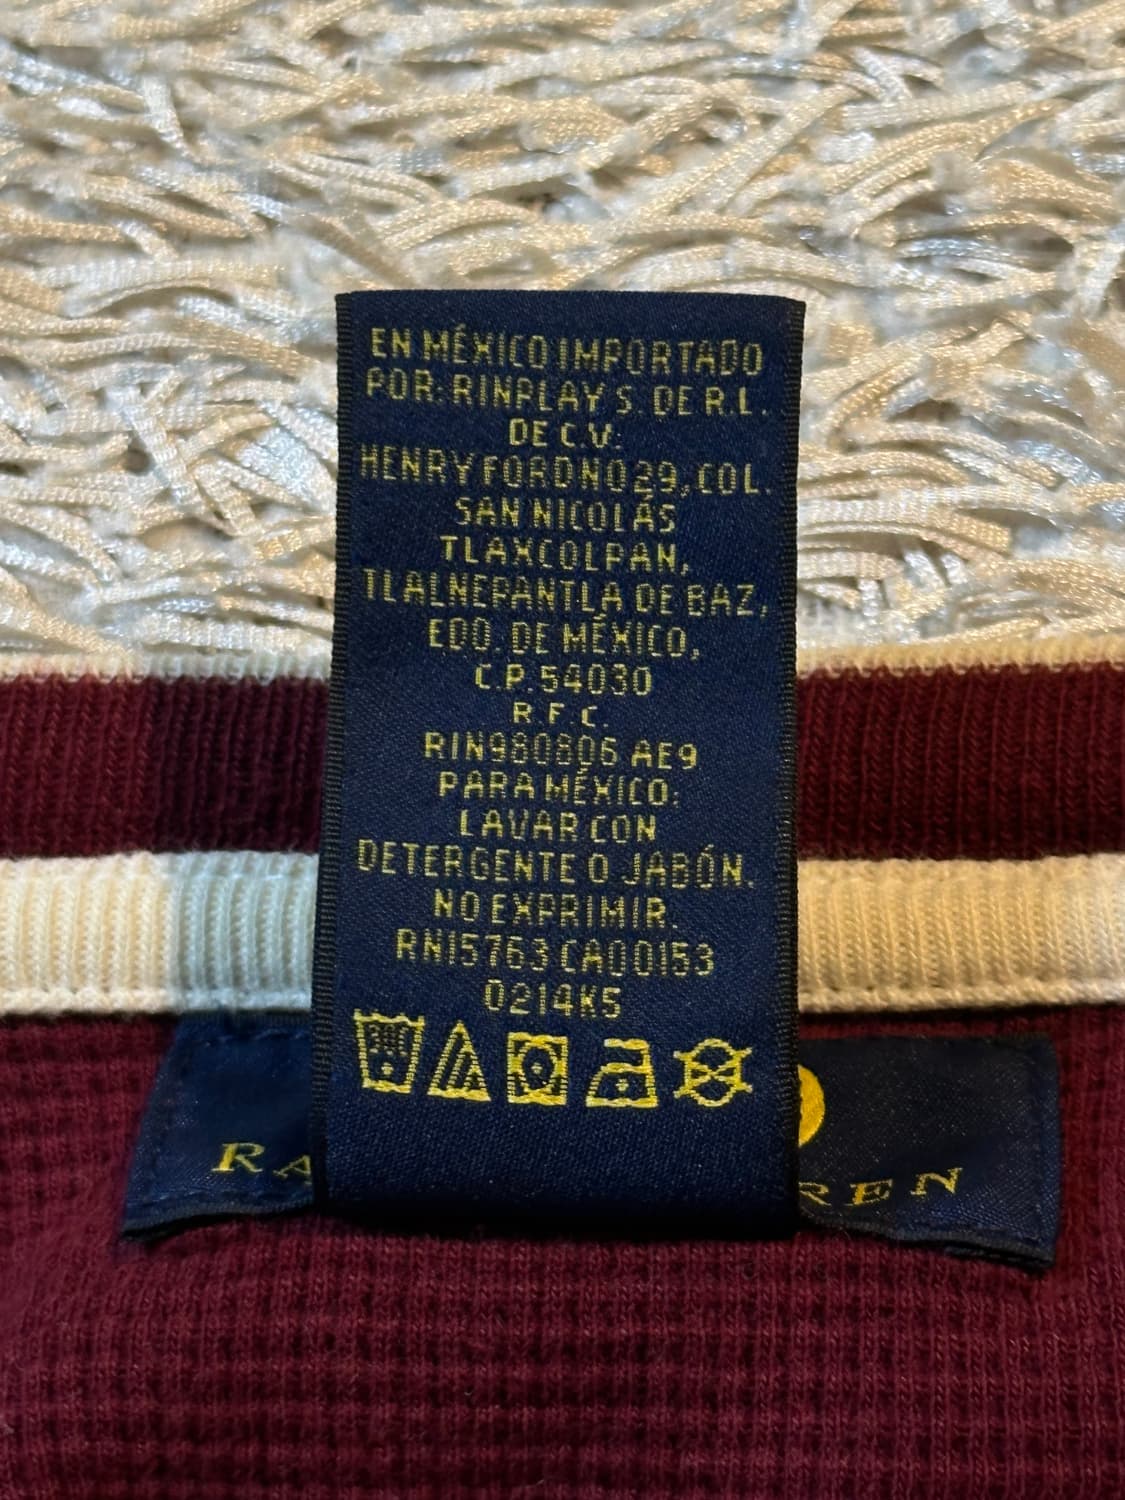 EN MÉXICO IMPORTADO
POR: RINPLAY S. DE R.L.
DE C.V.:
HENRY FORD NO 29, COL.
SAN NICOLÁS
TLAXCOLPAN,
TLALNEPANTLA DE BAZ,
EDO. DE MÉXICO,
C.P. 54030
R.F.C.
RIN980806 AE9
PARA MÉXICO:
LAVAR CON
DETERGENTE O JABÓN.
NO EXPRIMIR.
RN15763 CA00153
0214K5
RA REN